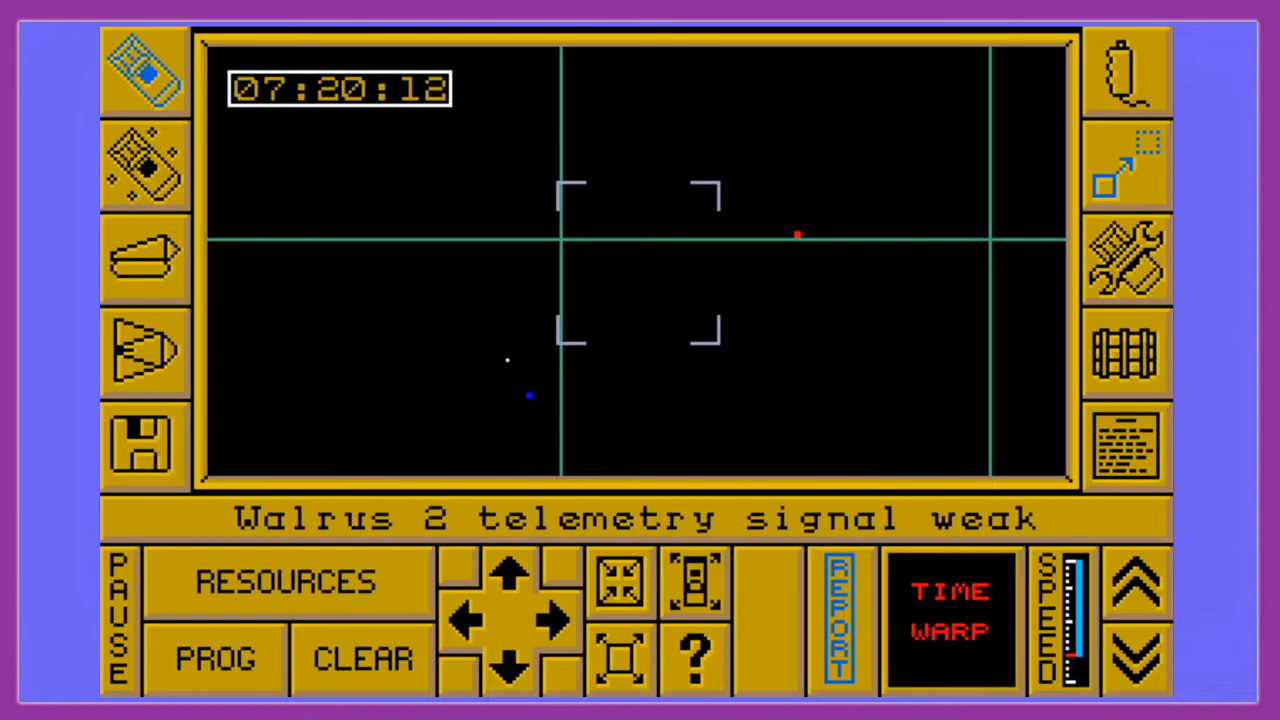 07:20:12
Walrus 2 telemetry signal weak
PAUSE
RESOURCES
PROG
CLEAR
?
REPORT
TIME
WARP
SPEED